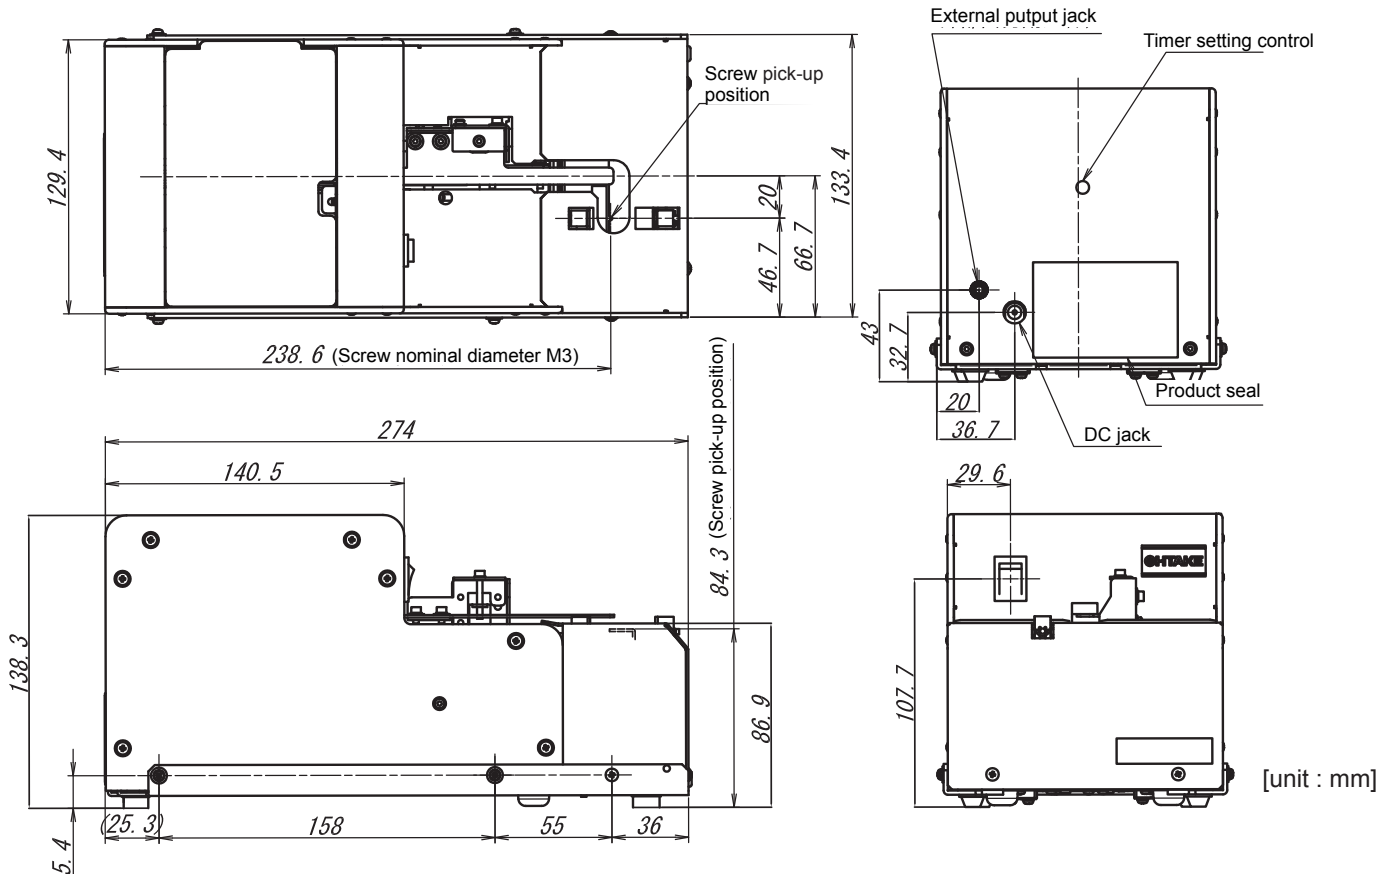 External putput jack
Timer setting control
Screw pick-up
position
129. 4
20
46. 7
66. 7
133. 4
238. 6 (Screw nominal diameter M3)
43
32. 7
20
36. 7
Product seal
DC jack
274
140. 5
84. 3 (Screw pick-up position)
138. 3
86. 9
(25. 3)
158
55
36
5. 4
29. 6
OHTAKE
107. 7
[unit : mm]